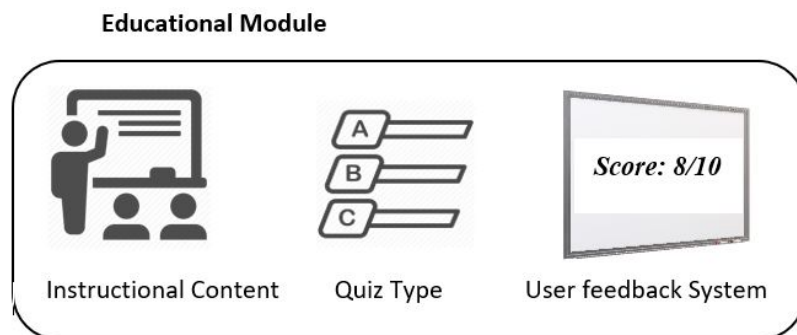 Educational Module
A
B
C
Score: 8/10
Instructional Content
Quiz Type
User feedback System